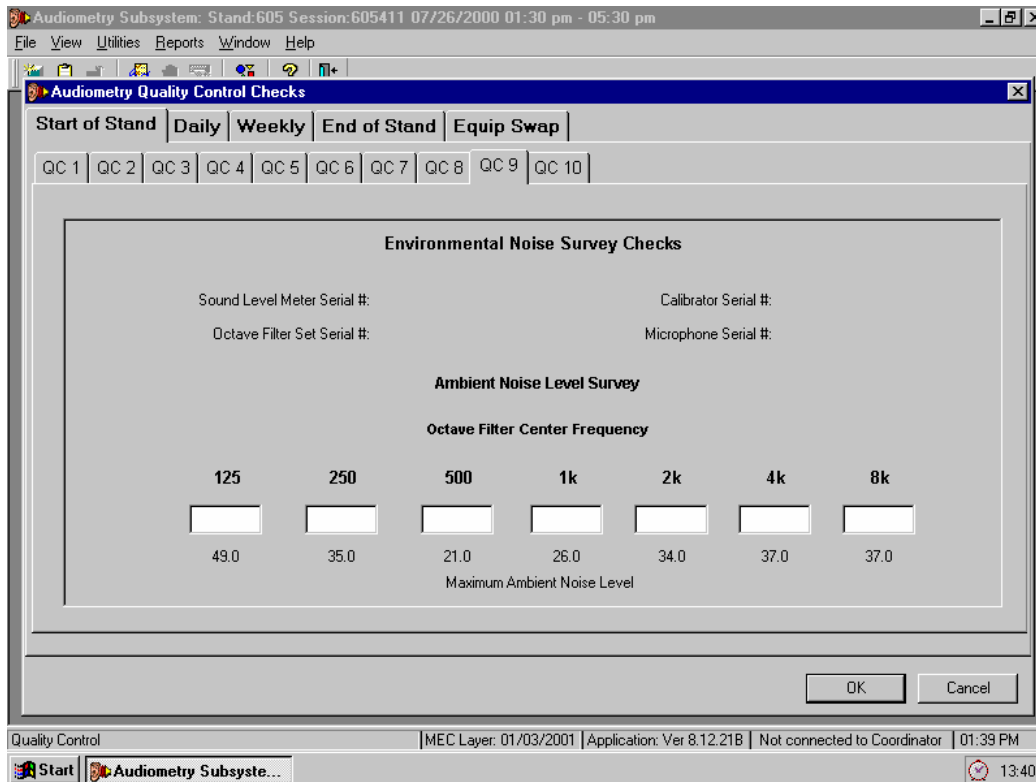 Audiometry Subsystem: Stand:605 Session:605411 07/26/2000 01:30 pm - 05:30 pm
File View Utilities Reports Window Help
Audiometry Quality Control Checks
Start of Stand Daily Weekly End of Stand Equip Swap
QC 1 QC 2 QC 3 QC 4 QC 5 QC 6 QC 7 QC 8 QC 9 QC 10
Environmental Noise Survey Checks
Sound Level Meter Serial #: Calibrator Serial #:
Octave Filter Set Serial #: Microphone Serial #:
Ambient Noise Level Survey
Octave Filter Center Frequency
125 250 500 1k 2k 4k 8k
49.0 35.0 21.0 26.0 34.0 37.0 37.0
Maximum Ambient Noise Level
OK Cancel
Quality Control MEC Layer: 01/03/2001 Application: Ver 8.12.21B Not connected to Coordinator 01:39 PM
Start Audiometry Subsyste... 13:40